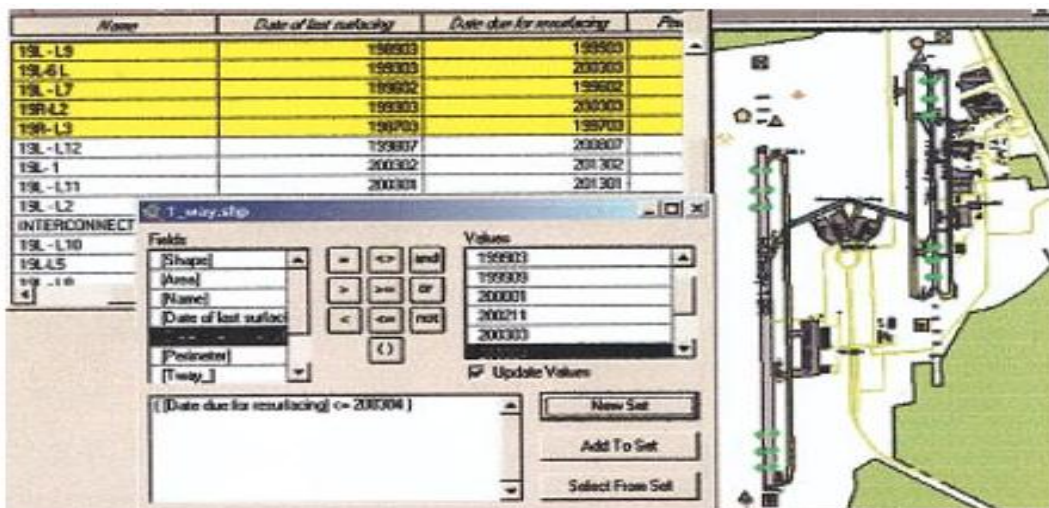 Name Date of last surfacing Date due for resurfacing
19L-L9 198903 199903
19L-6 L 199303 200303
19L-L7 199602 199602
19R-L2 199303 200303
19R-L3 198703 199703
19L-L12 199807 200807
19L-1 200302 201302
19L-L11 200301 201301
19L-L2
INTERCONNECT
19L-L10
19L-L5
T_way.shp
Fields
[Shape]
[Area]
[Name]
[Date of last surfaci
[Perimeter]
[Tway_]
= <> and
> >= or
< <= not
( )
Values
199903
199909
200001
200211
200303
Update Values
( [Date due for resurfacing] <= 200304 )
New Set
Add To Set
Select From Set